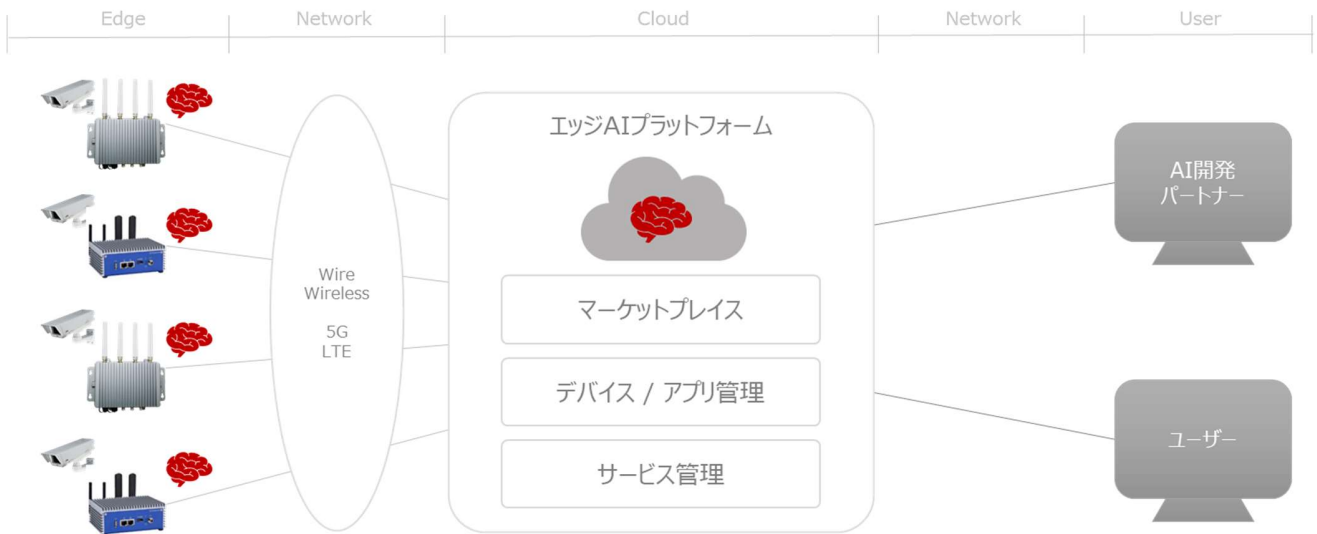 Edge
Network
Cloud
Network
User
エッジAIプラットフォーム
Wire
Wireless
5G
LTE
マーケットプレイス
デバイス / アプリ管理
サービス管理
AI開発
パートナー
ユーザー